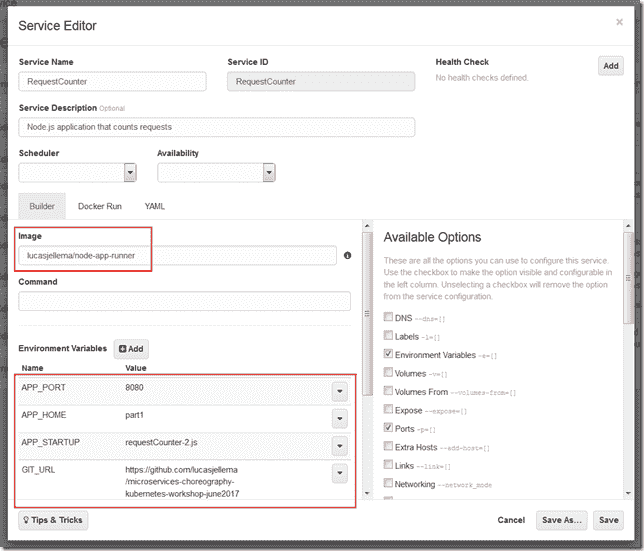 Service Editor
×
Service Name
Service ID
Health Check
RequestCounter
RequestCounter
No health checks defined.
Add
Service Description Optional
Node.js application that counts requests
Scheduler
Availability
Builder
Docker Run
YAML
Image
lucasjellema/node-app-runner
Command
Environment Variables
Add
Name
Value
APP_PORT
8080
APP_HOME
part1
APP_STARTUP
requestCounter-2.js
GIT_URL
https://github.com/lucasjellema
/microservices-choreography-
kubernetes-workshop-june2017
Available Options
These are all the options you can use to configure this service.
Use the checkbox to make the option visible and configurable in
the left column. Unselecting a checkbox will remove the option
from the service configuration.
DNS --dns=[]
Labels -l=[]
Environment Variables -e=[]
Volumes -v=[]
Volumes From --volumes-from=[]
Expose --expose=[]
Ports -p=[]
Extra Hosts --add-host=[]
Links --link=[]
Networking --network_mode
Tips & Tricks
Cancel
Save As…
Save